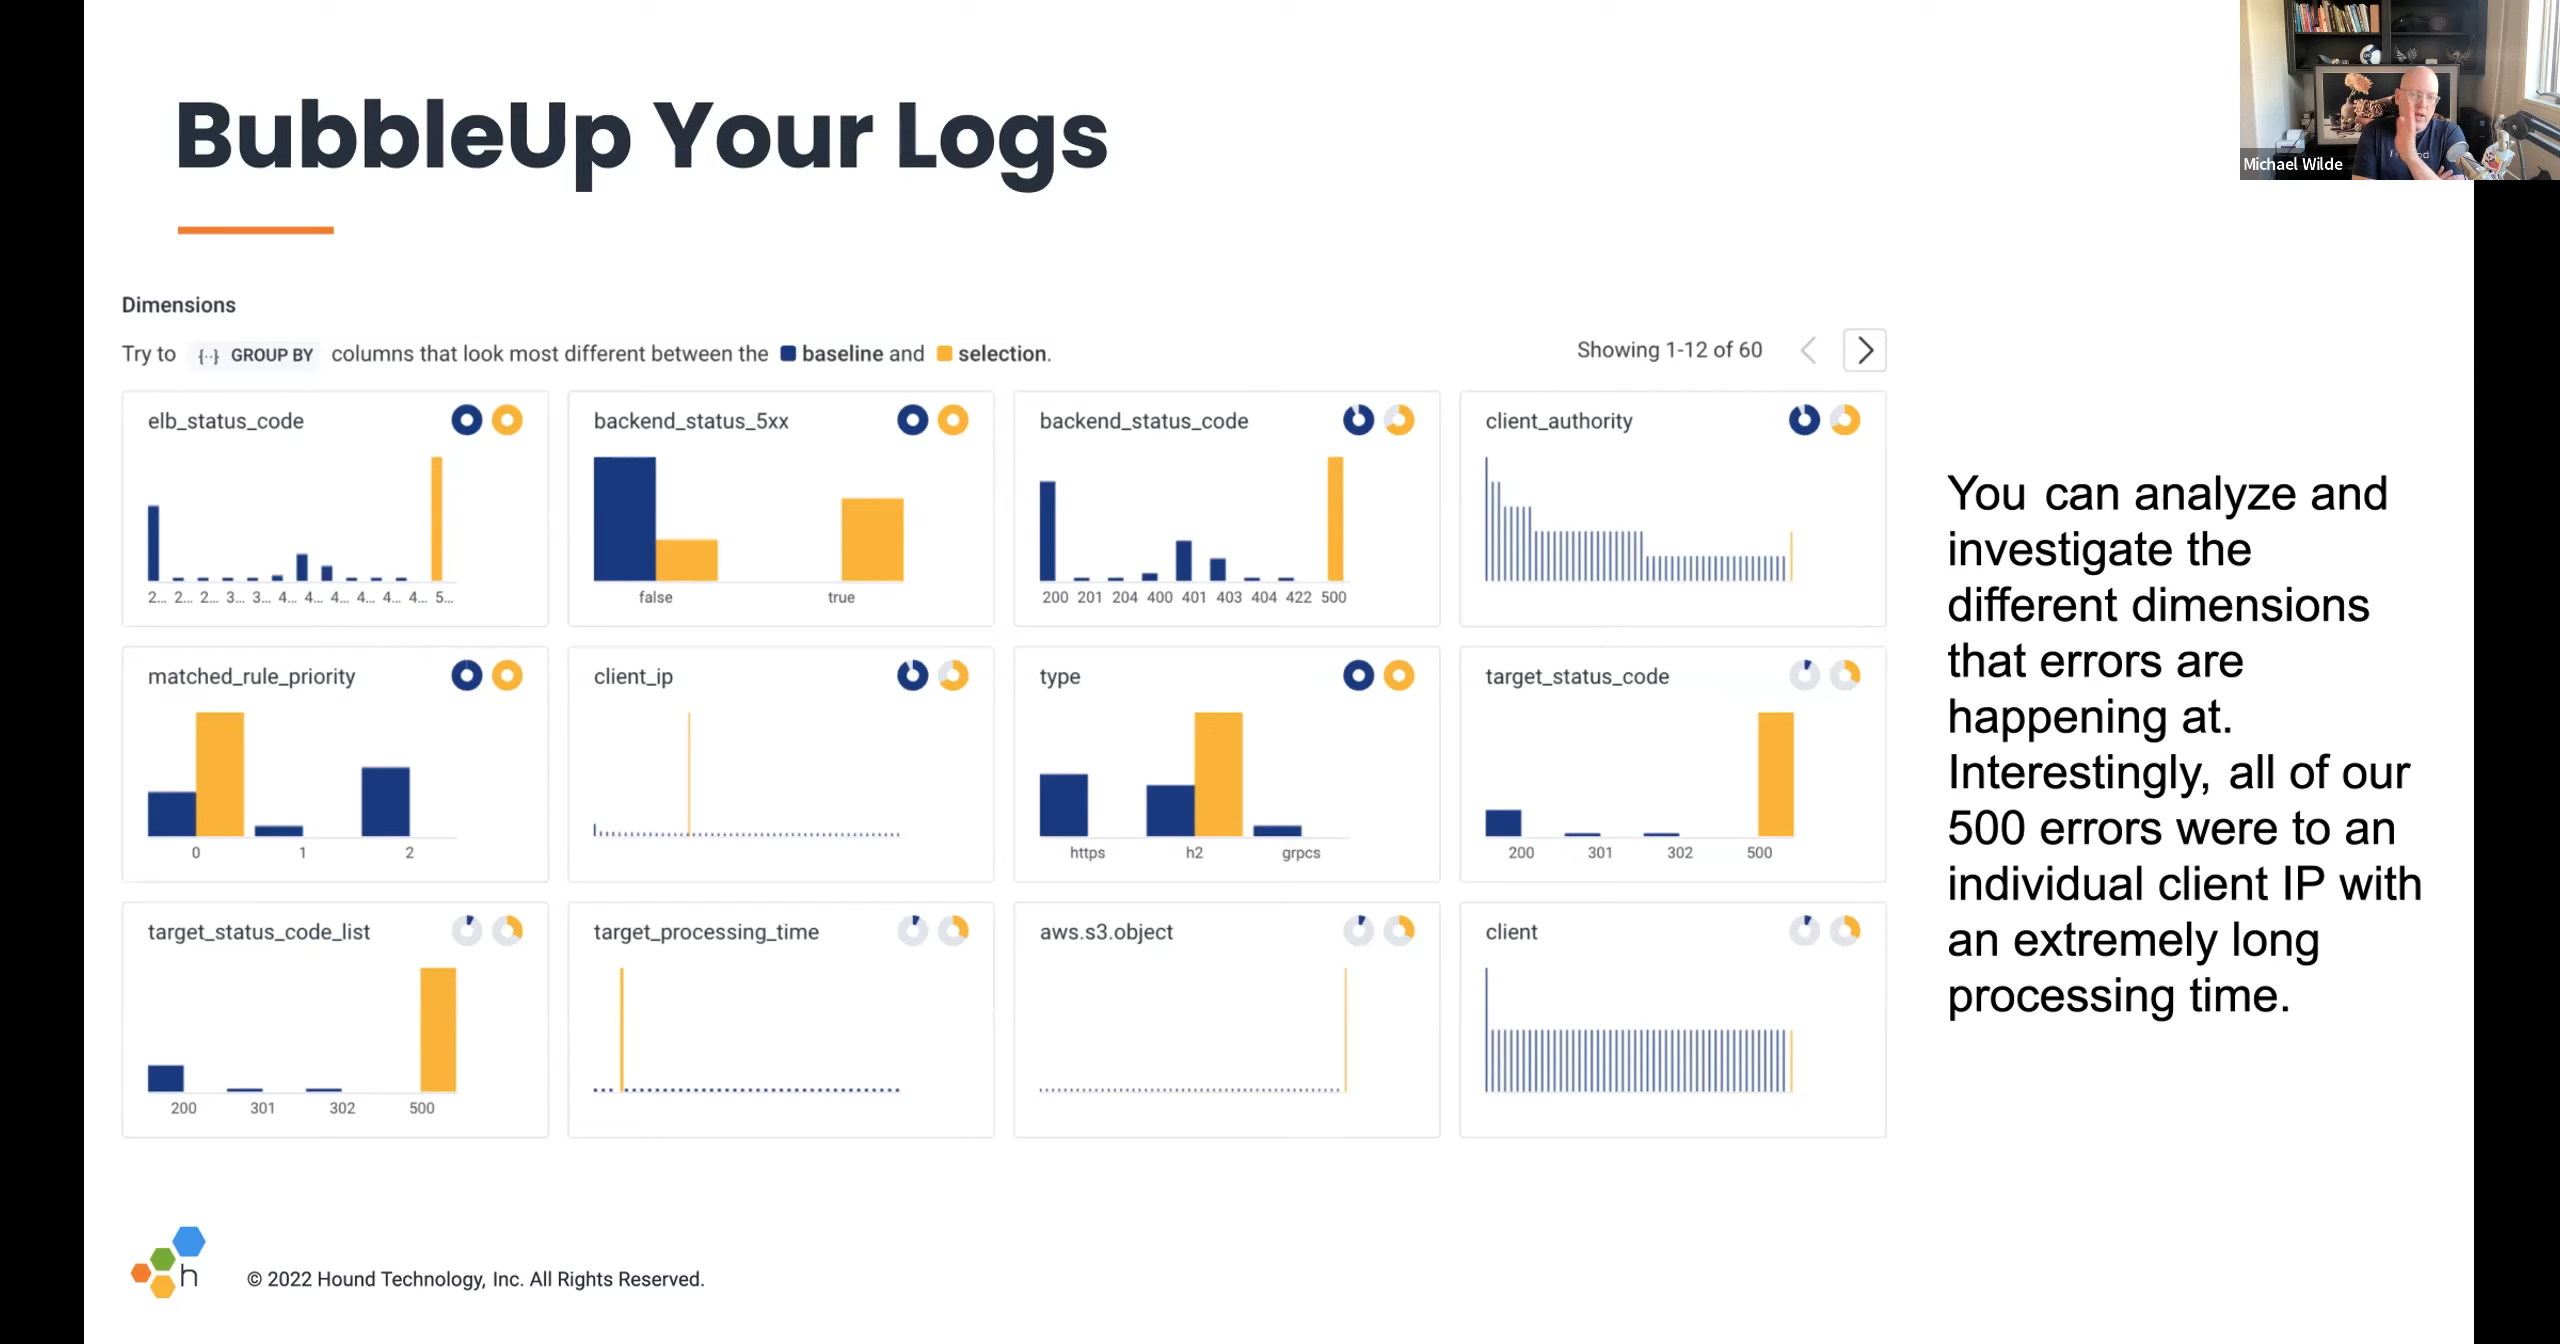 BubbleUp Your Logs
Michael Wilde
Dimensions
Try to {··} GROUP BY columns that look most different between the baseline and selection.
Showing 1-12 of 60
elb_status_code
2... 2... 2... 3... 3... 4... 4... 4... 4... 4... 4... 5...
backend_status_5xx
false true
backend_status_code
200 201 204 400 401 403 404 422 500
client_authority
matched_rule_priority
0 1 2
client_ip
type
https h2 grpcs
target_status_code
200 301 302 500
target_status_code_list
200 301 302 500
target_processing_time
aws.s3.object
client
You can analyze and
investigate the
different dimensions
that errors are
happening at.
Interestingly, all of our
500 errors were to an
individual client IP with
an extremely long
processing time.
h
© 2022 Hound Technology, Inc. All Rights Reserved.